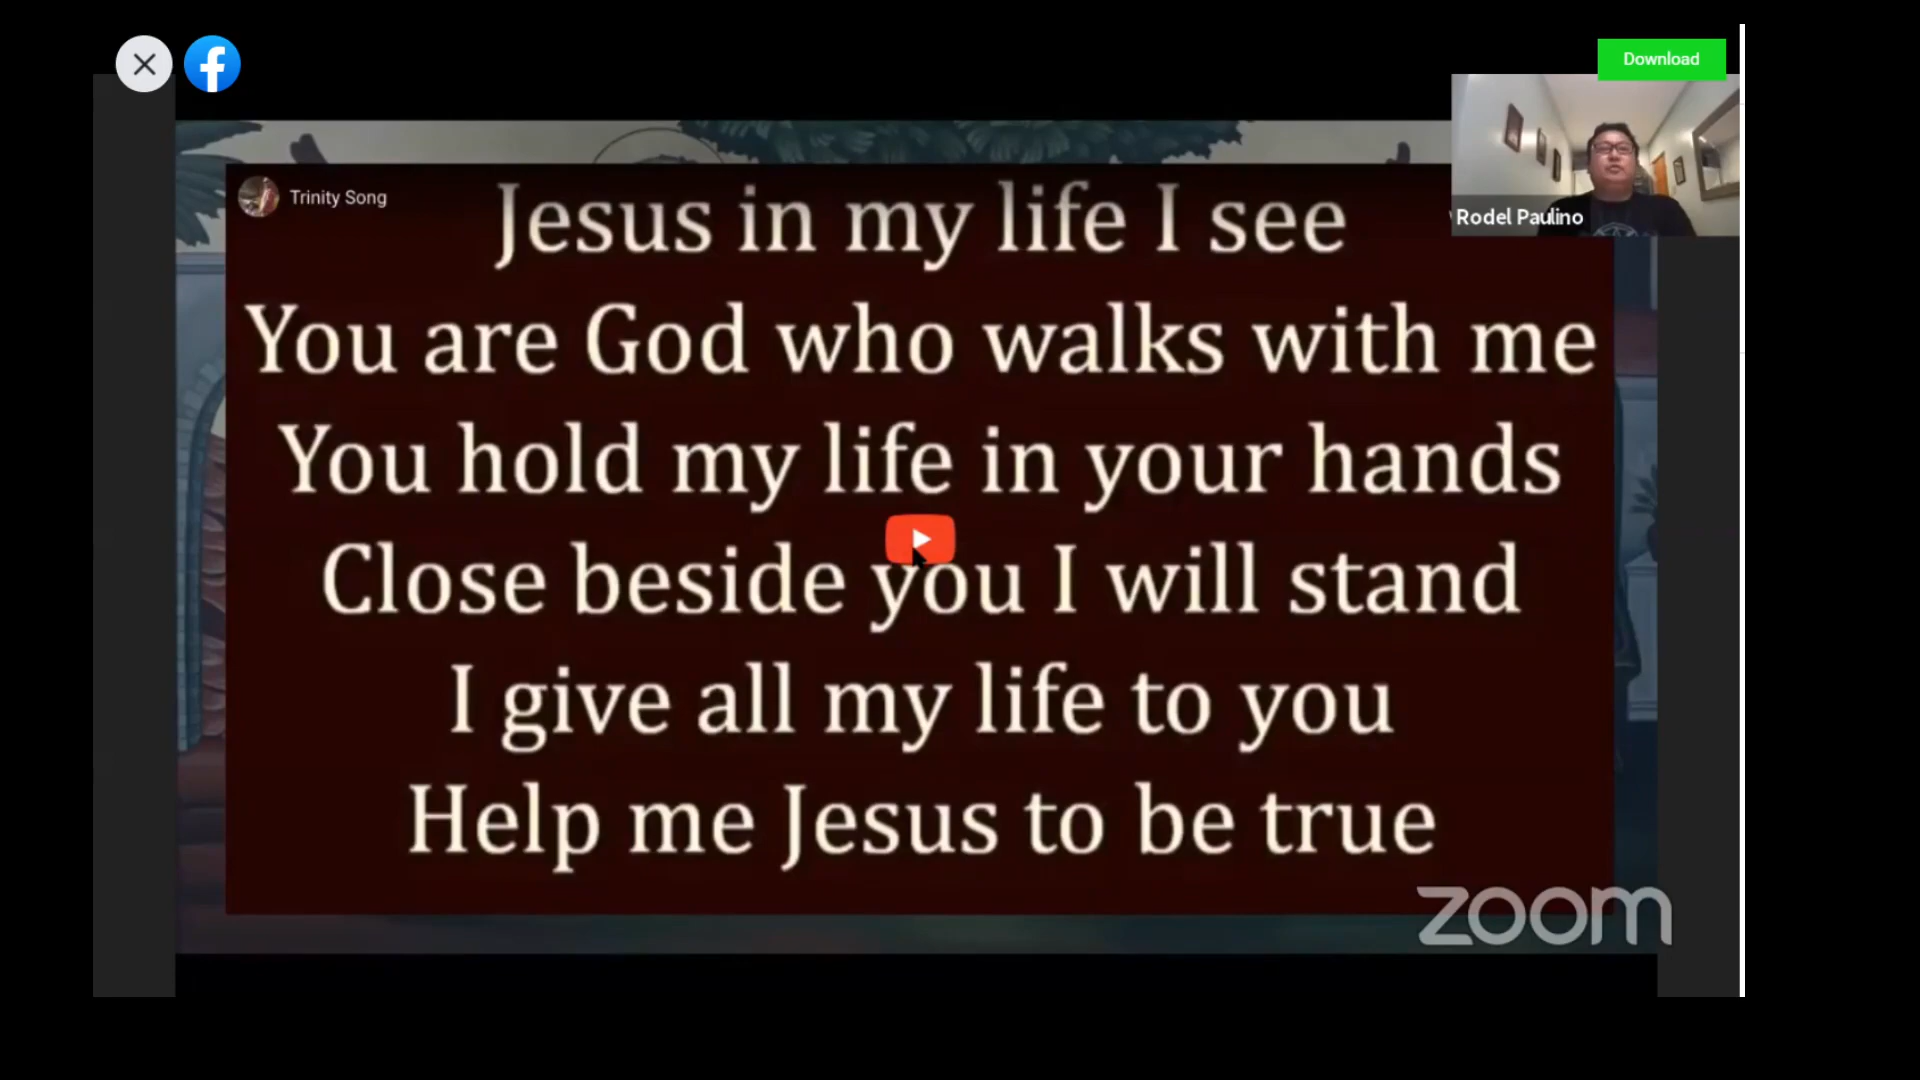 Download
Trinity Song
Jesus in my life I see
Rodel Paulino
You are God who walks with me
You hold my life in your hands
Close beside you I will stand
I give all my life to you
Help me Jesus to be true
zoom